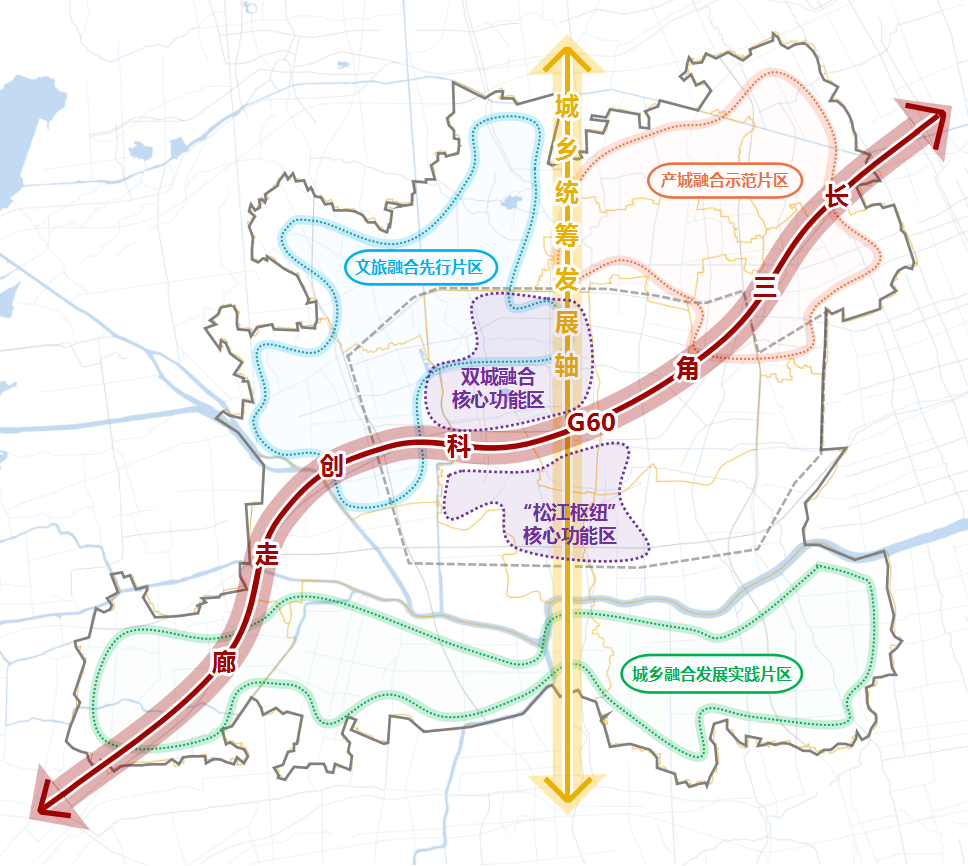 城乡统筹发展轴
产城融合示范片区
文旅融合先行片区
双城融合
核心功能区
长三角G60科创走廊
“松江枢纽”
核心功能区
城乡融合发展实践片区